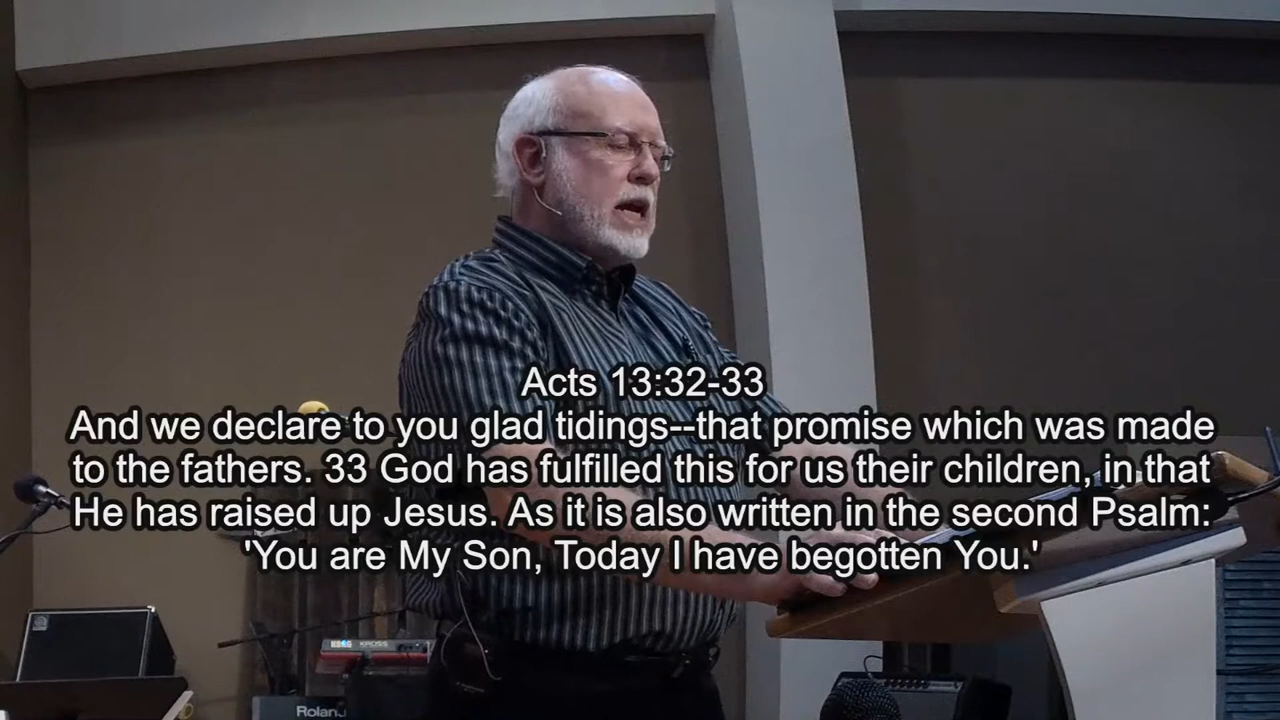 Acts 13:32-33
And we declare to you glad tidings--that promise which was made
to the fathers. 33 God has fulfilled this for us their children, in that
He has raised up Jesus. As it is also written in the second Psalm:
'You are My Son, Today I have begotten You.'
KORG KROSS
Roland